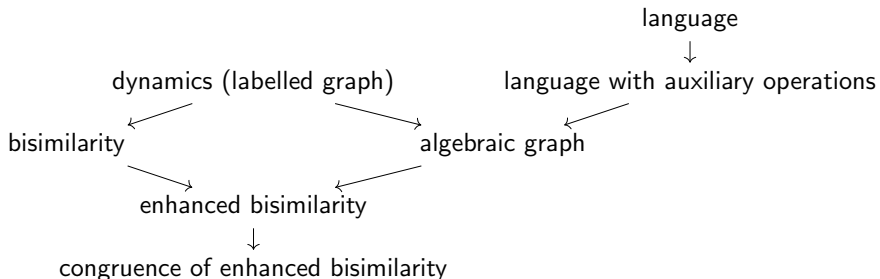 language
dynamics (labelled graph) language with auxiliary operations
bisimilarity algebraic graph
enhanced bisimilarity
congruence of enhanced bisimilarity